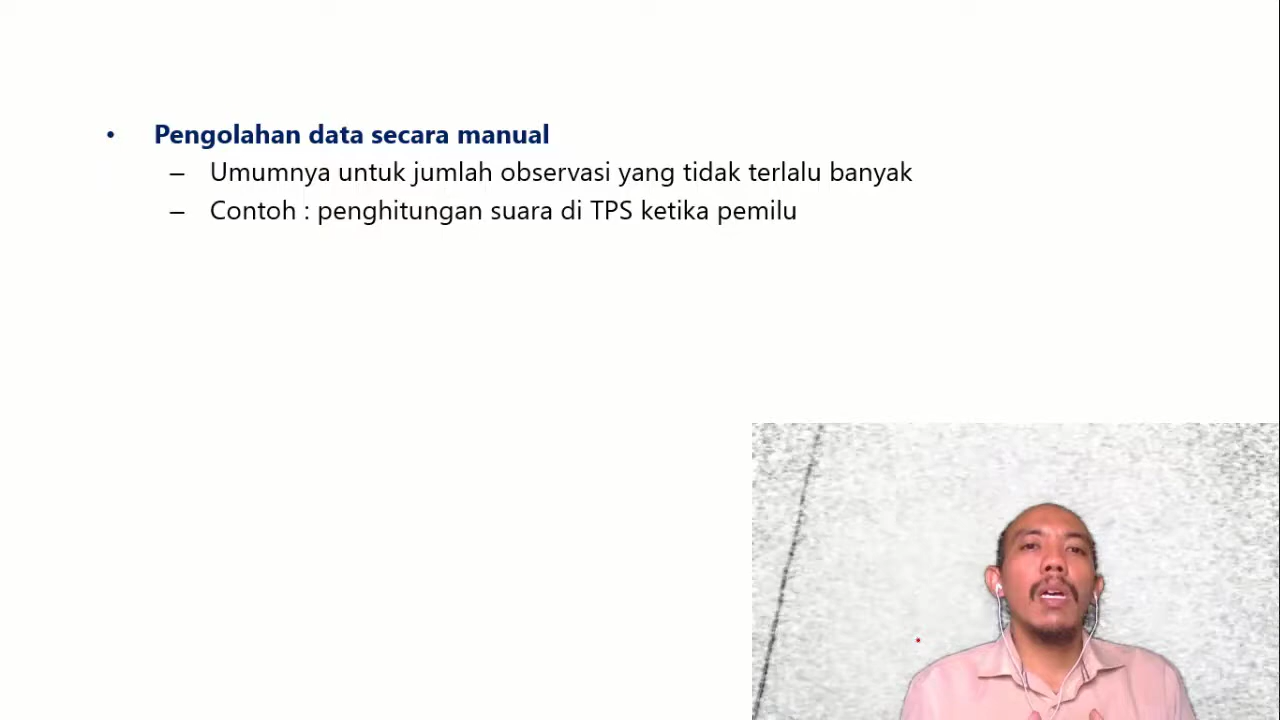 • Pengolahan data secara manual
– Umumnya untuk jumlah observasi yang tidak terlalu banyak
– Contoh : penghitungan suara di TPS ketika pemilu